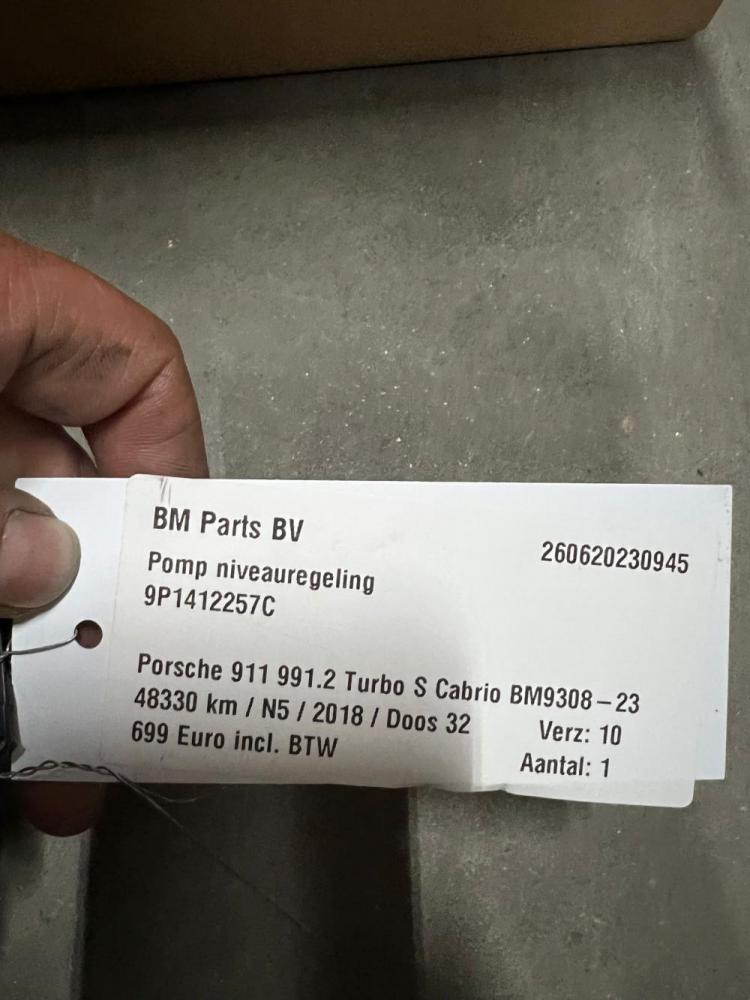 BM Parts BV
260620230945
Pomp niveauregeling
9P1412257C
Porsche 911 991.2 Turbo S Cabrio BM9308-23
48330 km / N5 / 2018 / Doos 32
Verz: 10
699 Euro incl. BTW
Aantal: 1